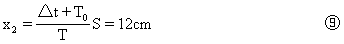 x₂ = (△t + T₀)/T S = 12cm ⑨